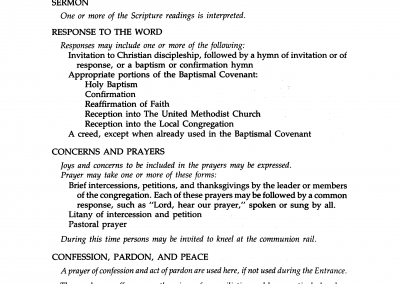 SERMON
One or more of the Scripture readings is interpreted.
RESPONSE TO THE WORD
Responses may include one or more of the following:
Invitation to Christian discipleship, followed by a hymn of invitation or of
response, or a baptism or confirmation hymn
Appropriate portions of the Baptismal Covenant:
Holy Baptism
Confirmation
Reaffirmation of Faith
Reception into The United Methodist Church
Reception into the Local Congregation
A creed, except when already used in the Baptismal Covenant
CONCERNS AND PRAYERS
Joys and concerns to be included in the prayers may be expressed.
Prayer may take one or more of these forms:
Brief intercessions, petitions, and thanksgivings by the leader or members
of the congregation. Each of these prayers may be followed by a common
response, such as "Lord, hear our prayer," spoken or sung by all.
Litany of intercession and petition
Pastoral prayer
During this time persons may be invited to kneel at the communion rail.
CONFESSION, PARDON, AND PEACE
A prayer of confession and act of pardon are used here, if not used during the Entrance.